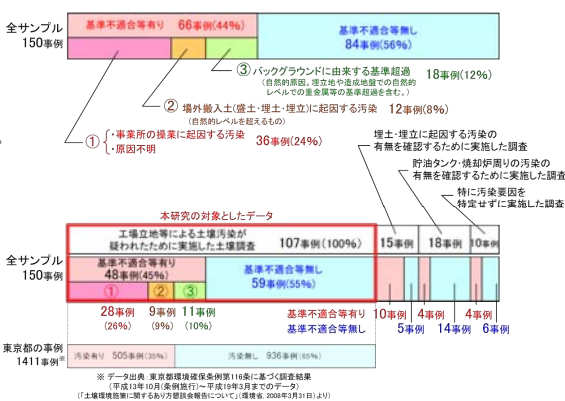 全サンプル
150事例
基準不適合等有り 66事例(44%)
基準不適合等無し
84事例(56%)
③ バックグラウンドに由来する基準超過 18事例(12%)
(自然的原因。埋立地や造成地盤での自然的
レベルでの重金属等の基準超過を含む。)
② 場外搬入土(盛土・埋土・埋立)に起因する汚染 12事例(8%)
(自然的レベルを超えるもの)
① ・事業所の操業に起因する汚染 36事例(24%)
・原因不明
埋土・埋立に起因する汚染の
有無を確認するために実施した調査
貯油タンク・焼却炉周りの汚染の
有無を確認するために実施した調査
特に汚染要因を
特定せずに実施した調査
本研究の対象としたデータ
工場立地等による土壌汚染が
疑われたために実施した土壌調査 107事例(100%)
15事例 18事例 10事例
全サンプル
150事例
基準不適合等有り
48事例(45%)
基準不適合等無し
59事例(55%)
① ② ③
28事例 9事例 11事例
(26%) (9%) (10%)
基準不適合等有り 10事例 4事例 4事例
基準不適合等無し 5事例 14事例 6事例
東京都の事例
1411事例※
汚染有り 505事例(35%) 汚染無し 936事例(65%)
※ データ出典:東京都環境確保条例第116条に基づく調査結果
(平成13年10月(条例施行)～平成19年3月までのデータ)
(「土壌環境施策に関するあり方懇談会報告について」(環境省, 2008年3月31日)より)